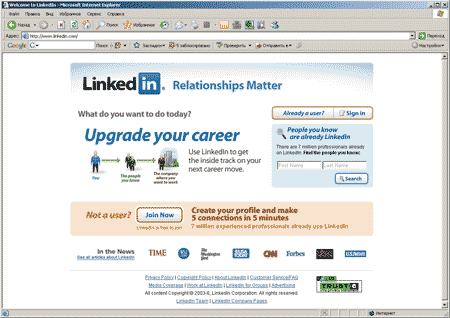 Welcome to LinkedIn - Microsoft Internet Explorer
Файл Правка Вид Избранное Сервис Справка
Назад Поиск Избранное
Адрес: http://www.linkedin.com/ Переход
Google Поиск Закладки 5 заблокировано Проверить Отправить в Настройки
Linked in Relationships Matter
What do you want to do today?
Already a user? Sign in
Upgrade your career
People you know
are already LinkedIn
There are 7 million professionals already
on LinkedIn. Find the people you know:
First Name Last Name
Search
Use LinkedIn to get
the inside track on your
next career move.
You
The people
you know
The company
where you
want to work
Not a user? Join Now
LinkedIn is free to join
Create your profile and make
5 connections in 5 minutes
7 million experienced professionals already use LinkedIn
In the News
See all articles about LinkedIn
TIME
The Washington Post
USA TODAY
CNN
Forbes
U.S.News
Privacy Policy | Copyright Policy | About LinkedIn | Customer Service/FAQ
Media Coverage | Work at LinkedIn | LinkedIn for Groups | Advertising
All content Copyright © 2003-6, LinkedIn Corporation. All rights reserved.
LinkedIn Team | LinkedIn Company Pages
TRUSTe
Интернет